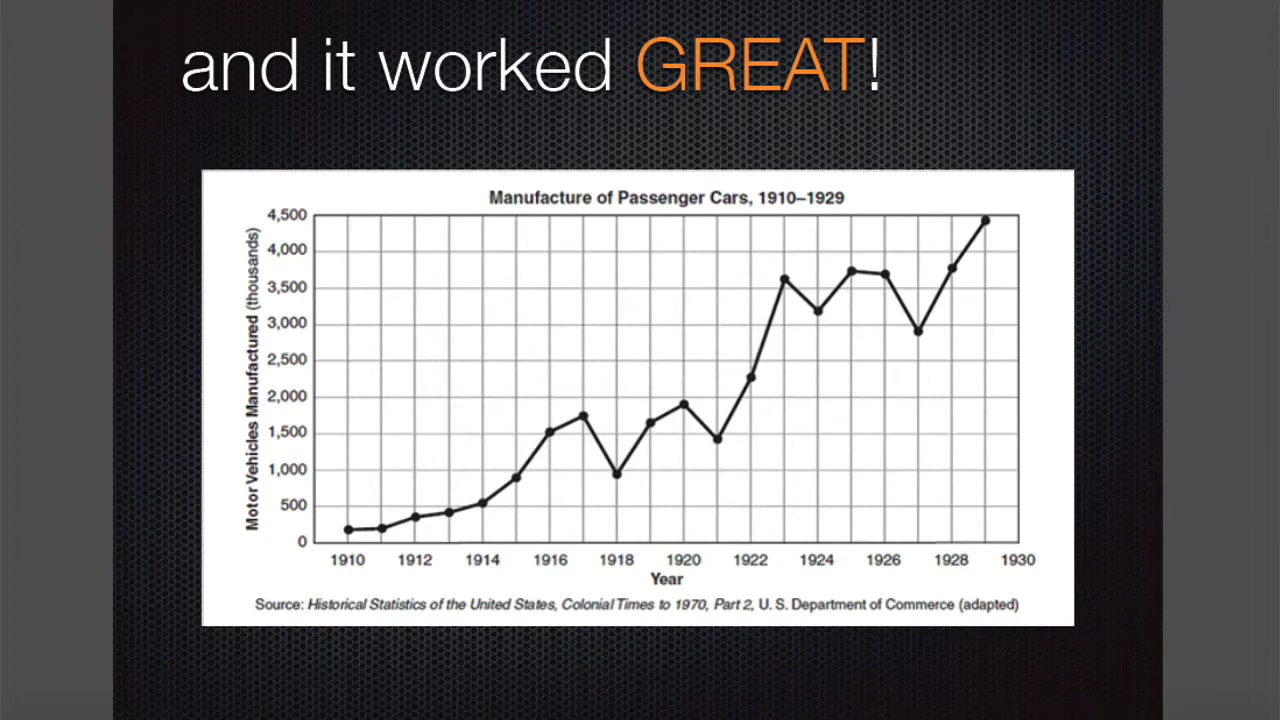 and it worked GREAT!
Manufacture of Passenger Cars, 1910–1929
Motor Vehicles Manufactured (thousands)
4,500
4,000
3,500
3,000
2,500
2,000
1,500
1,000
500
0
1910 1912 1914 1916 1918 1920 1922 1924 1926 1928 1930
Year
Source: Historical Statistics of the United States, Colonial Times to 1970, Part 2, U. S. Department of Commerce (adapted)